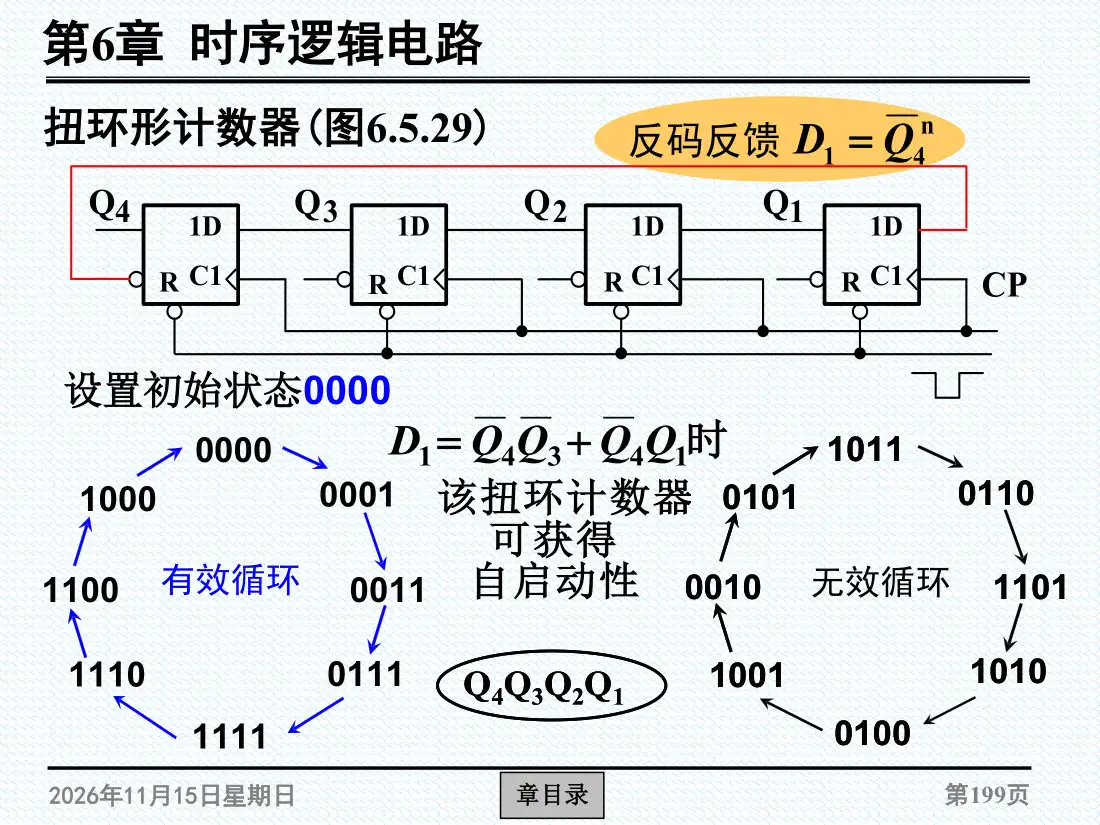 第6章 时序逻辑电路
扭环形计数器(图6.5.29)
反码反馈 D₁ = Q̅₄ⁿ
Q4 Q3 Q2 Q1
1D 1D 1D 1D
R C1 R C1 R C1 R C1 CP
设置初始状态0000
D₁ = Q̅₄Q̅₃ + Q̅₄Q₁时
该扭环计数器
可获得
自启动性
0000
0001
0011
0111
1111
1110
1100
1000
有效循环
Q₄Q₃Q₂Q₁
1011
0110
1101
1010
0100
1001
0010
0101
无效循环
2026年11月15日星期日
章目录
第199页